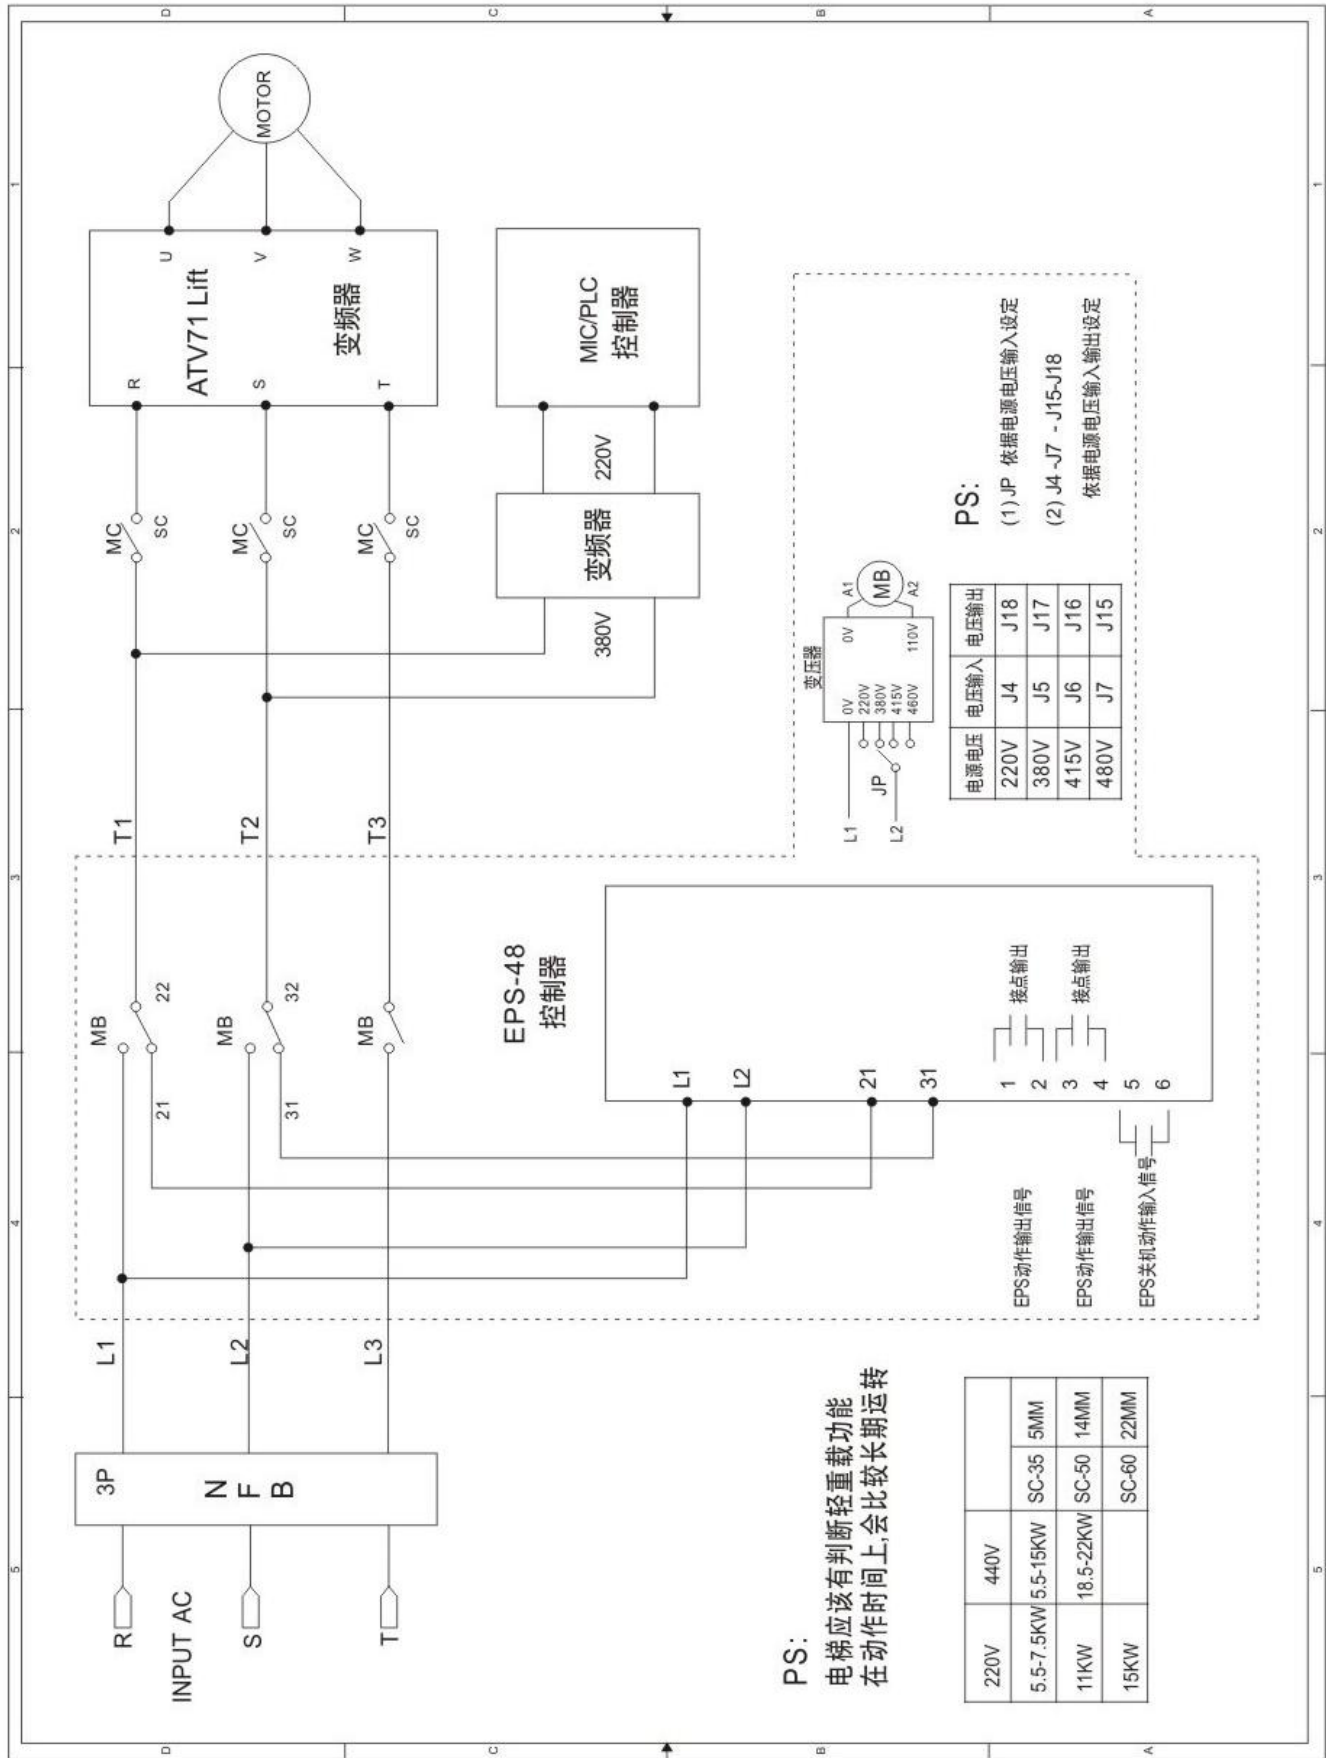 5
4
3
2
1
D
C
B
A
D
C
B
A
5
4
3
2
1
INPUT AC
R
S
T
3P
N
F
B
L1
L2
L3
MB
21
22
MB
31
32
MB
T1
T2
T3
MC
SC
MC
SC
MC
SC
R
S
T
ATV71 Lift
变频器
U
V
W
MOTOR
380V
变频器
220V
MIC/PLC
控制器
EPS-48
控制器
L1
L2
21
31
1
2
3
4
5
6
接点输出
接点输出
EPS动作输出信号
EPS动作输出信号
EPS关机动作输入信号
变压器
L1
L2
JP
0V
220V
380V
415V
460V
0V
110V
A1
A2
MB
电源电压 电压输入 电压输出
220V J4 J18
380V J5 J17
415V J6 J16
480V J7 J15
PS:
(1) JP 依据电源电压输入设定
(2) J4 -J7 - J15-J18
依据电源电压输入输出设定
PS:
电梯应该有判断轻重载功能
在动作时间上,会比较长期运转
220V 440V
5.5-7.5KW 5.5-15KW SC-35 5MM
11KW 18.5-22KW SC-50 14MM
15KW SC-60 22MM